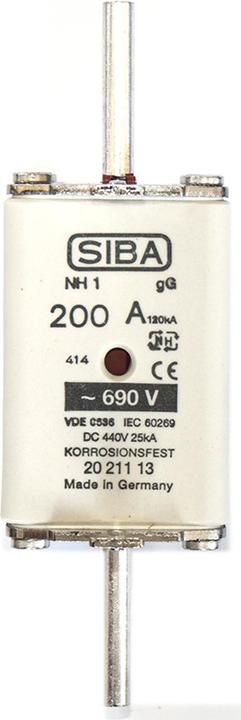 SIBA
NH 1 gG
200 A 120kA
NH
414 CE
~ 690 V
VDE 0636 IEC 60269
DC 440V 25kA
KORROSIONSFEST
20 211 13
Made in Germany